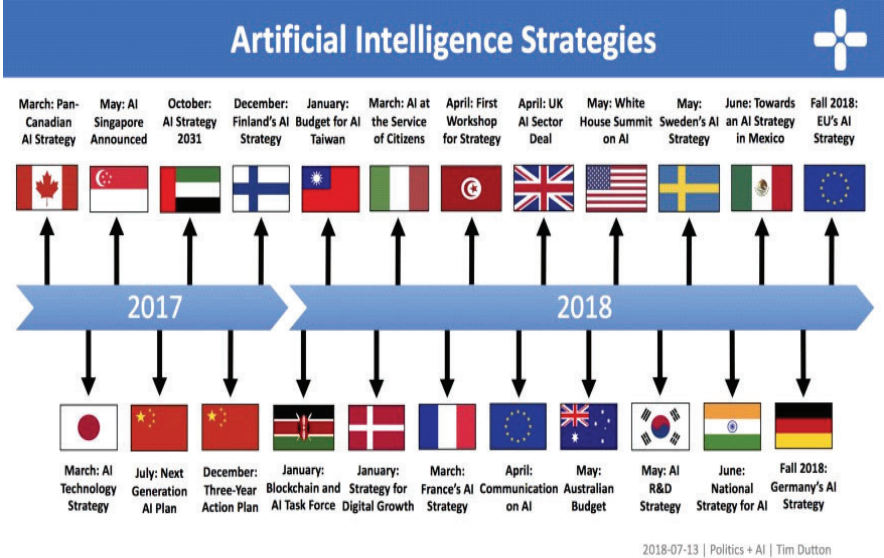 Artificial Intelligence Strategies
March: Pan-
Canadian
AI Strategy
May: AI
Singapore
Announced
October:
AI Strategy
2031
December:
Finland's AI
Strategy
January:
Budget for AI
Taiwan
March: AI at
the Service
of Citizens
April: First
Workshop
for Strategy
April: UK
AI Sector
Deal
May: White
House Summit
on AI
May:
Sweden's AI
Strategy
June: Towards
an AI Strategy
in Mexico
Fall 2018:
EU's AI
Strategy
2017
2018
March: AI
Technology
Strategy
July: Next
Generation
AI Plan
December:
Three-Year
Action Plan
January:
Blockchain and
AI Task Force
January:
Strategy for
Digital Growth
March:
France's AI
Strategy
April:
Communication
on AI
May:
Australian
Budget
May: AI
R&D
Strategy
June:
National
Strategy for AI
Fall 2018:
Germany's AI
Strategy
2018-07-13 | Politics + AI | Tim Dutton